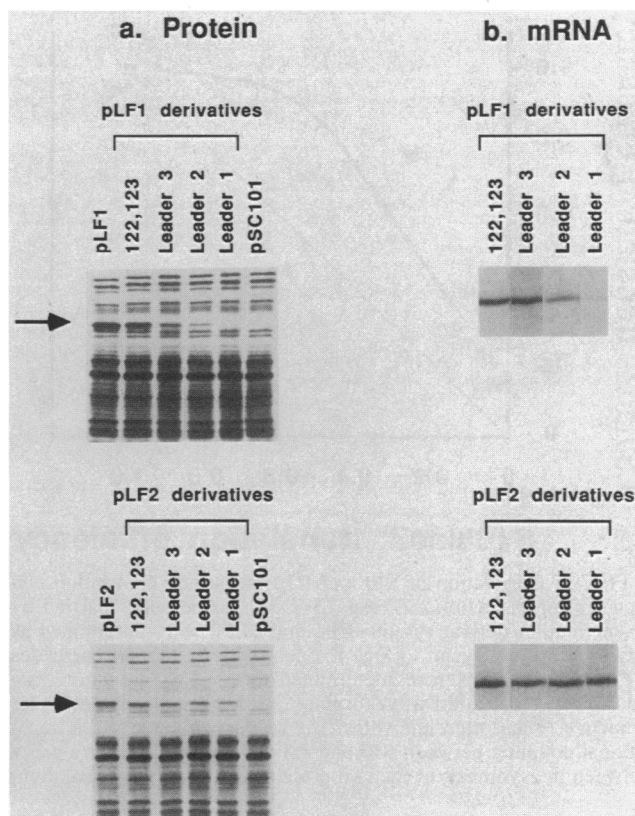 a. Protein
b. mRNA
pLF1 derivatives
pLF1
122,123
Leader 3
Leader 2
Leader 1
pSC101
pLF1 derivatives
122,123
Leader 3
Leader 2
Leader 1
pLF2 derivatives
pLF2
122,123
Leader 3
Leader 2
Leader 1
pSC101
pLF2 derivatives
122,123
Leader 3
Leader 2
Leader 1